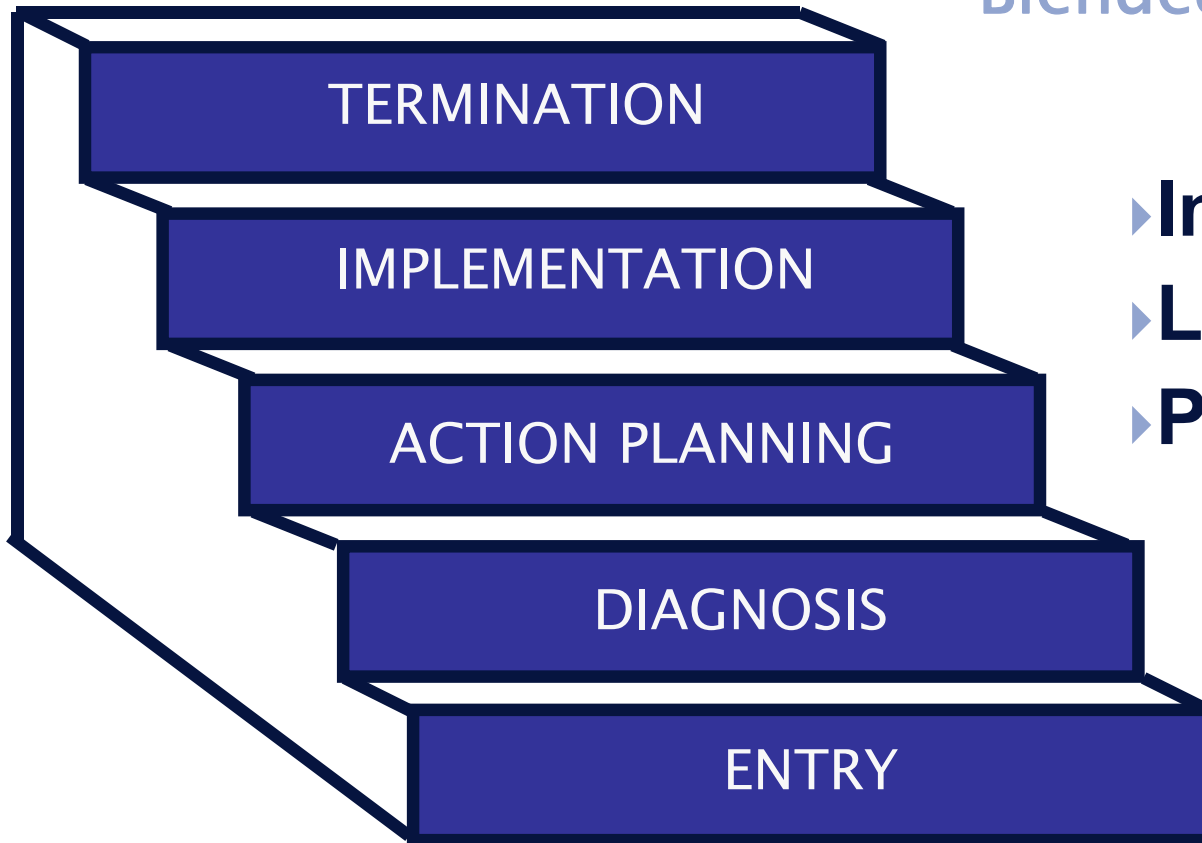 TERMINATION
IMPLEMENTATION
ACTION PLANNING
DIAGNOSIS
ENTRY